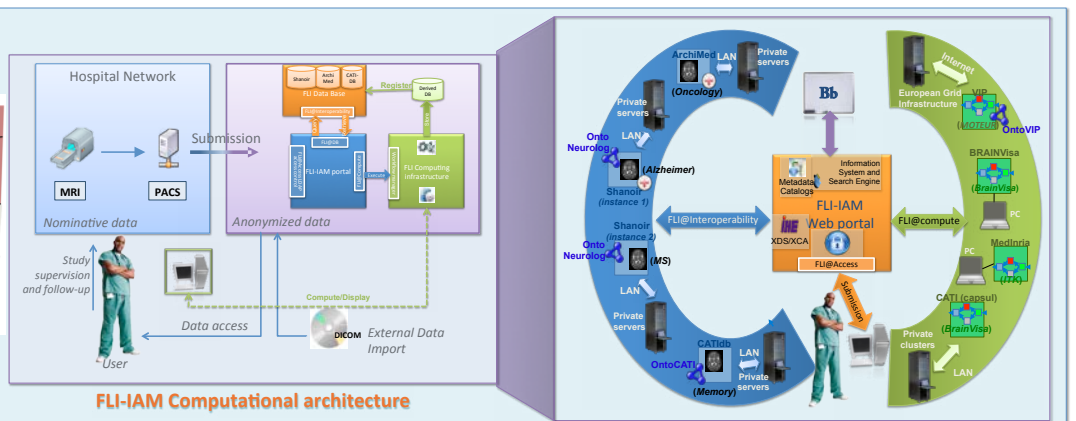 Hospital Network
MRI
PACS
Nominative data
Submission
Shanoir
Archi
Med
CATI-
DB
FLI Data Base
Register
Derived
DB
FLI@Interoperability
FLI@DB
FLI-IAM portal
Execute
FLI Computing
infrastructure
Store
Anonymized data
Study
supervision
and follow-up
User
Data access
Compute/Display
DICOM
External Data
Import
FLI-IAM Computational architecture
ArchiMed
(Oncology)
LAN
Private
servers
Private
servers
LAN
Onto
Neurolog
(Alzheimer)
Shanoir
(instance 1)
Shanoir
(instance 2)
Onto
Neurolog
(MS)
LAN
Private
servers
CATIdb
OntoCATI
(Memory)
LAN
Private
servers
FLI@Interoperability
Bb
Metadata
Catalogs
Information
System and
Search Engine
FLI-IAM
Web portal
IHE
XDS/XCA
FLI@Access
Submission
FLI@compute
European Grid
Infrastructure
Internet
VIP
(MOTEUR)
OntoVIP
BRAINVisa
(BrainVisa)
PC
PC
MedInria
(ITK)
CATI (capsul)
(BrainVisa)
Private
clusters
LAN